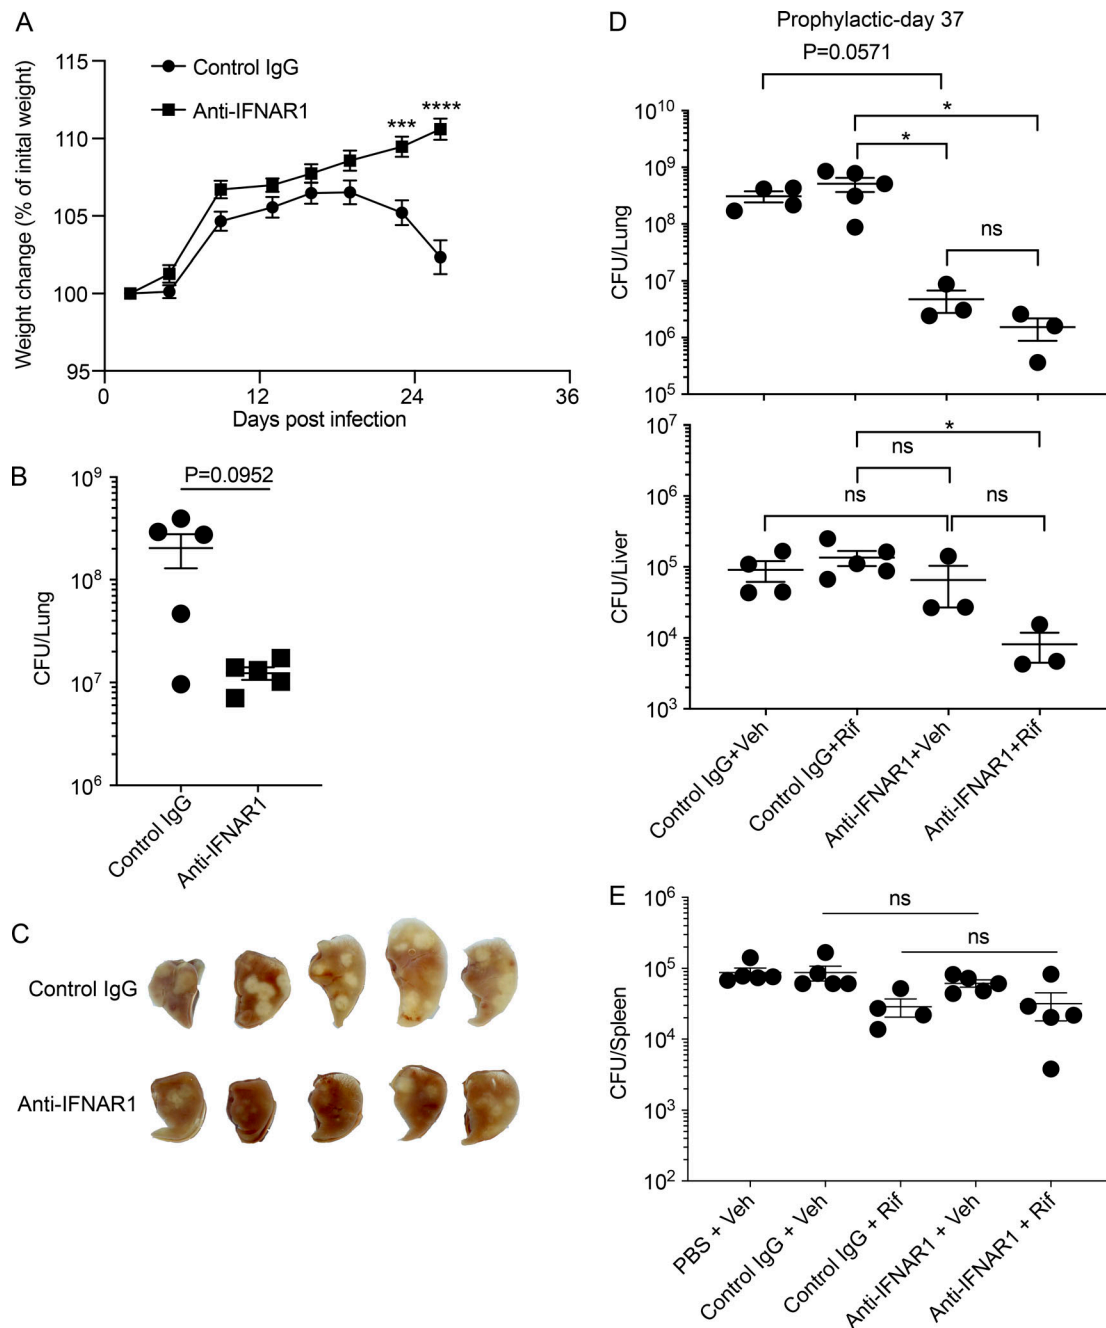 A
Control IgG
Anti-IFNAR1
*** ****
Weight change (% of inital weight)
115
110
105
100
95
0 12 24 36
Days post infection
B
P=0.0952
CFU/Lung
10⁹
10⁸
10⁷
10⁶
Control IgG
Anti-IFNAR1
C
Control IgG
Anti-IFNAR1
D
Prophylactic-day 37
P=0.0571
*
*
ns
CFU/Lung
10¹⁰
10⁹
10⁸
10⁷
10⁶
10⁵
*
ns
ns
ns
CFU/Liver
10⁷
10⁶
10⁵
10⁴
10³
Control IgG+Veh
Control IgG+Rif
Anti-IFNAR1+Veh
Anti-IFNAR1+Rif
E
ns
ns
CFU/Spleen
10⁶
10⁵
10⁴
10³
10²
PBS + Veh
Control IgG + Veh
Control IgG + Rif
Anti-IFNAR1 + Veh
Anti-IFNAR1 + Rif